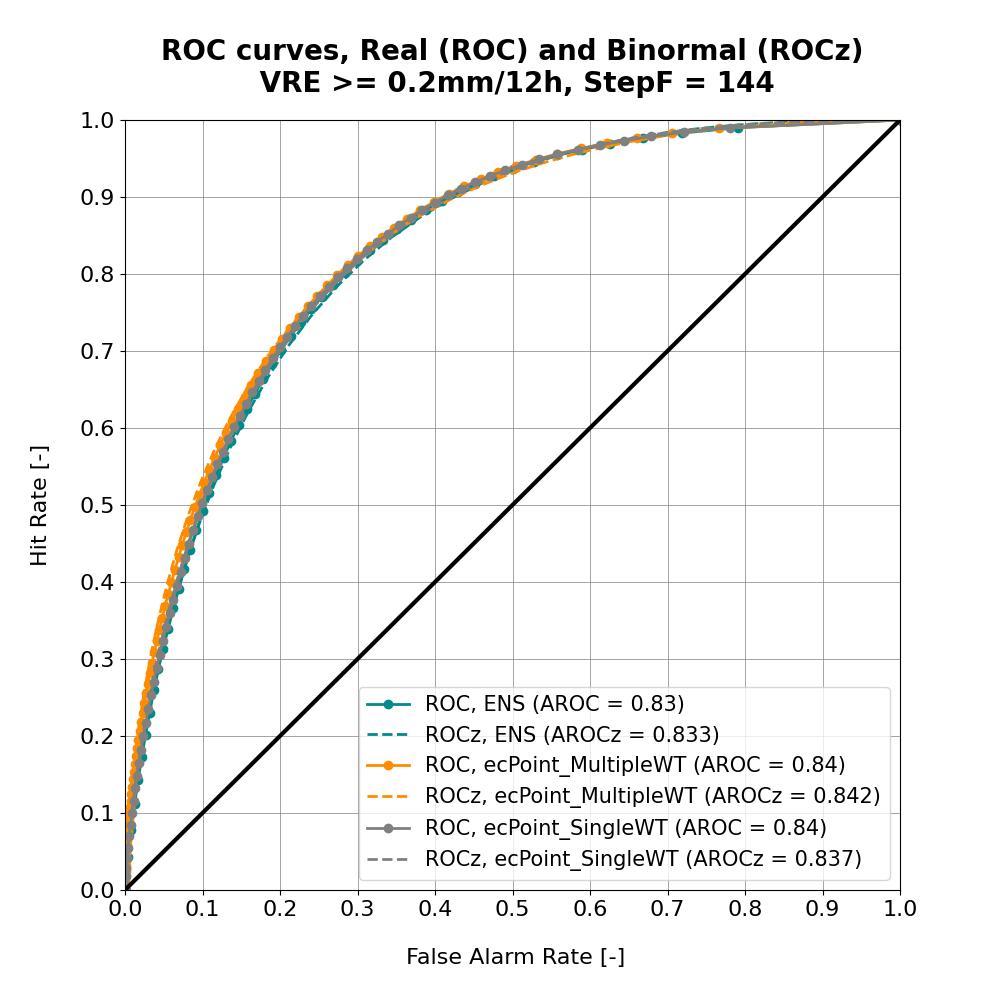 ROC curves, Real (ROC) and Binormal (ROCz)
VRE >= 0.2mm/12h, StepF = 144
1.0
0.9
0.8
0.7
0.6
0.5
0.4
0.3
0.2
0.1
0.0
Hit Rate [-]
ROC, ENS (AROC = 0.83)
ROCz, ENS (AROCz = 0.833)
ROC, ecPoint_MultipleWT (AROC = 0.84)
ROCz, ecPoint_MultipleWT (AROCz = 0.842)
ROC, ecPoint_SingleWT (AROC = 0.84)
ROCz, ecPoint_SingleWT (AROCz = 0.837)
0.0 0.1 0.2 0.3 0.4 0.5 0.6 0.7 0.8 0.9 1.0
False Alarm Rate [-]